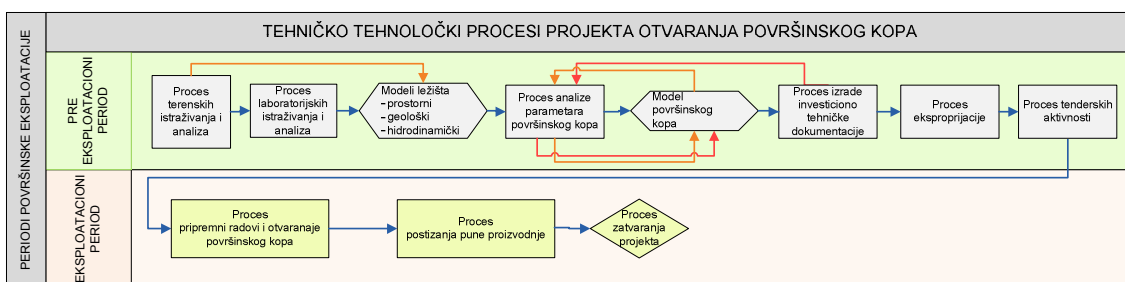 TEHNIČKO TEHNOLOČKI PROCESI PROJEKTA OTVARANJA POVRŠINSKOG KOPA
PERIODI POVRŠINSKE EKSPLOATACIJE
PRE
EKSPLOATACIONI
PERIOD
Proces
terenskih
istraživanja i
analiza
Proces
laboratorijskih
istraživanja i
analiza
Modeli ležišta
– prostorni
– geološki
– hidrodinamički
Proces analize
parametara
površinskog kopa
Model
površinskog
kopa
Proces izrade
investiciono
tehničke
dokumentacije
Proces
eksproprijacije
Proces tenderskih
aktivnosti
EKSPLOATACIONI
PERIOD
Proces
pripremni radovi i otvaranaje
površinskog kopa
Proces
postizanja pune proizvodnje
Proces
zatvaranja
projekta